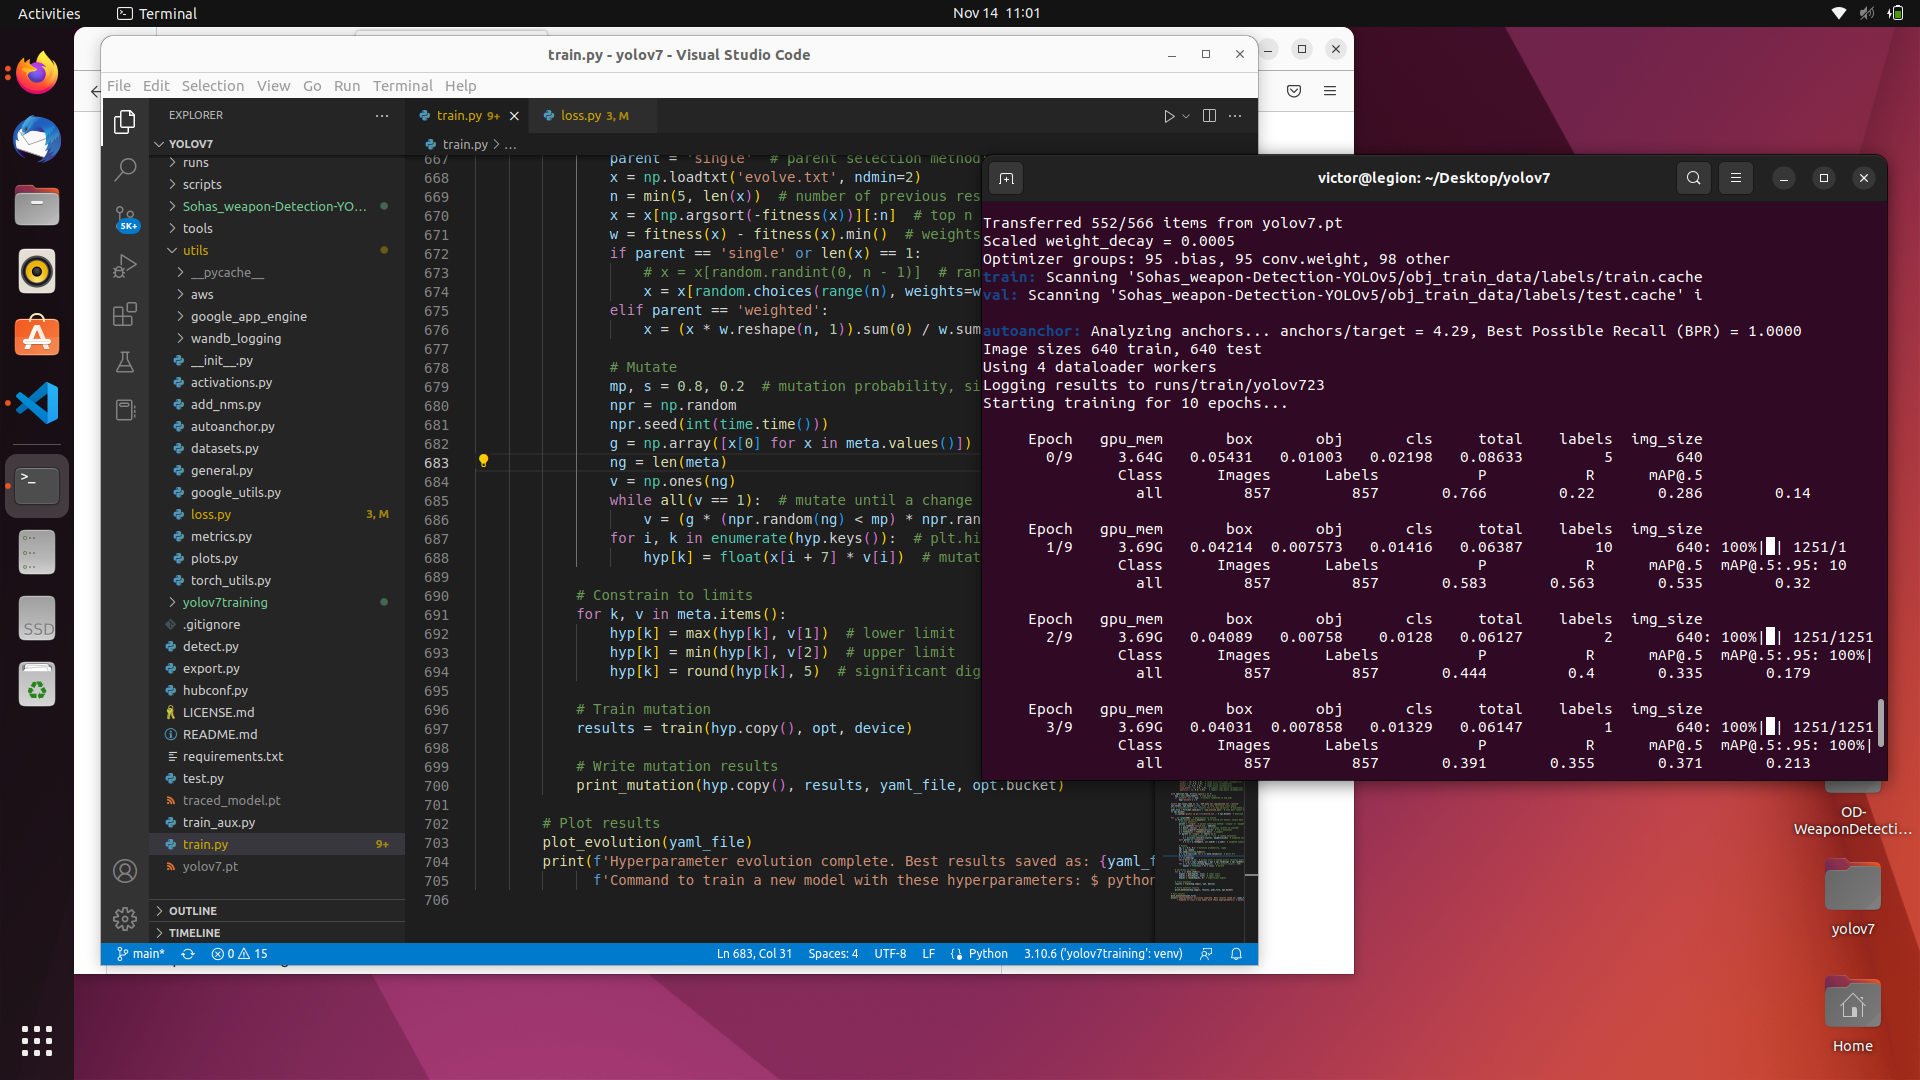 Activities
Terminal
Nov 14 11:01
train.py - yolov7 - Visual Studio Code
File Edit Selection View Go Run Terminal Help
EXPLORER
YOLOV7
runs
scripts
Sohas_weapon-Detection-YO...
tools
utils
__pycache__
aws
google_app_engine
wandb_logging
__init__.py
activations.py
add_nms.py
autoanchor.py
datasets.py
general.py
google_utils.py
loss.py 3, M
metrics.py
plots.py
torch_utils.py
yolov7training
.gitignore
detect.py
export.py
hubconf.py
LICENSE.md
README.md
requirements.txt
test.py
traced_model.pt
train_aux.py
train.py 9+
yolov7.pt
OUTLINE
TIMELINE
5K+
SSD
train.py 9+
loss.py 3, M
train.py > ...
667 parent = 'single' # parent selection method
668 x = np.loadtxt('evolve.txt', ndmin=2)
669 n = min(5, len(x)) # number of previous res
670 x = x[np.argsort(-fitness(x))][:n] # top n
671 w = fitness(x) - fitness(x).min() # weights
672 if parent == 'single' or len(x) == 1:
673 # x = x[random.randint(0, n - 1)] # ran
674 x = x[random.choices(range(n), weights=w
675 elif parent == 'weighted':
676 x = (x * w.reshape(n, 1)).sum(0) / w.sum
677
678 # Mutate
679 mp, s = 0.8, 0.2 # mutation probability, si
680 npr = np.random
681 npr.seed(int(time.time()))
682 g = np.array([x[0] for x in meta.values()])
683 ng = len(meta)
684 v = np.ones(ng)
685 while all(v == 1): # mutate until a change
686 v = (g * (npr.random(ng) < mp) * npr.ran
687 for i, k in enumerate(hyp.keys()): # plt.hi
688 hyp[k] = float(x[i + 7] * v[i]) # mutat
689
690 # Constrain to limits
691 for k, v in meta.items():
692 hyp[k] = max(hyp[k], v[1]) # lower limit
693 hyp[k] = min(hyp[k], v[2]) # upper limit
694 hyp[k] = round(hyp[k], 5) # significant dig
695
696 # Train mutation
697 results = train(hyp.copy(), opt, device)
698
699 # Write mutation results
700 print_mutation(hyp.copy(), results, yaml_file, opt.bucket)
701
702 # Plot results
703 plot_evolution(yaml_file)
704 print(f'Hyperparameter evolution complete. Best results saved as: {yaml_f
705 f'Command to train a new model with these hyperparameters: $ python
706
main* 0 15 Ln 683, Col 31 Spaces: 4 UTF-8 LF Python 3.10.6 ('yolov7training': venv)
victor@legion: ~/Desktop/yolov7
Transferred 552/566 items from yolov7.pt
Scaled weight_decay = 0.0005
Optimizer groups: 95 .bias, 95 conv.weight, 98 other
train: Scanning 'Sohas_weapon-Detection-YOLOv5/obj_train_data/labels/train.cache
val: Scanning 'Sohas_weapon-Detection-YOLOv5/obj_train_data/labels/test.cache' i
autoanchor: Analyzing anchors... anchors/target = 4.29, Best Possible Recall (BPR) = 1.0000
Image sizes 640 train, 640 test
Using 4 dataloader workers
Logging results to runs/train/yolov723
Starting training for 10 epochs...
Epoch gpu_mem box obj cls total labels img_size
0/9 3.64G 0.05431 0.01003 0.02198 0.08633 5 640
Class Images Labels P R mAP@.5
all 857 857 0.766 0.22 0.286 0.14
Epoch gpu_mem box obj cls total labels img_size
1/9 3.69G 0.04214 0.007573 0.01416 0.06387 10 640: 100%| | 1251/1
Class Images Labels P R mAP@.5 mAP@.5:.95: 10
all 857 857 0.583 0.563 0.535 0.32
Epoch gpu_mem box obj cls total labels img_size
2/9 3.69G 0.04089 0.00758 0.0128 0.06127 2 640: 100%| | 1251/1251
Class Images Labels P R mAP@.5 mAP@.5:.95: 100%|
all 857 857 0.444 0.4 0.335 0.179
Epoch gpu_mem box obj cls total labels img_size
3/9 3.69G 0.04031 0.007858 0.01329 0.06147 1 640: 100%| | 1251/1251
Class Images Labels P R mAP@.5 mAP@.5:.95: 100%|
all 857 857 0.391 0.355 0.371 0.213
OD-
WeaponDetecti...
yolov7
Home